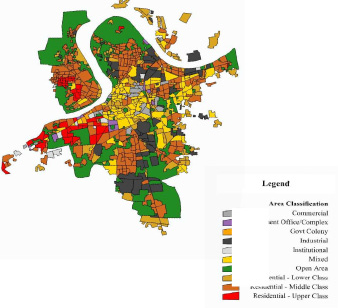 Legend
Area Classification
Commercial
Office/Complex
Govt Colony
Industrial
Institutional
Mixed
Open Area
- Lower Class
- Middle Class
Residential - Upper Class